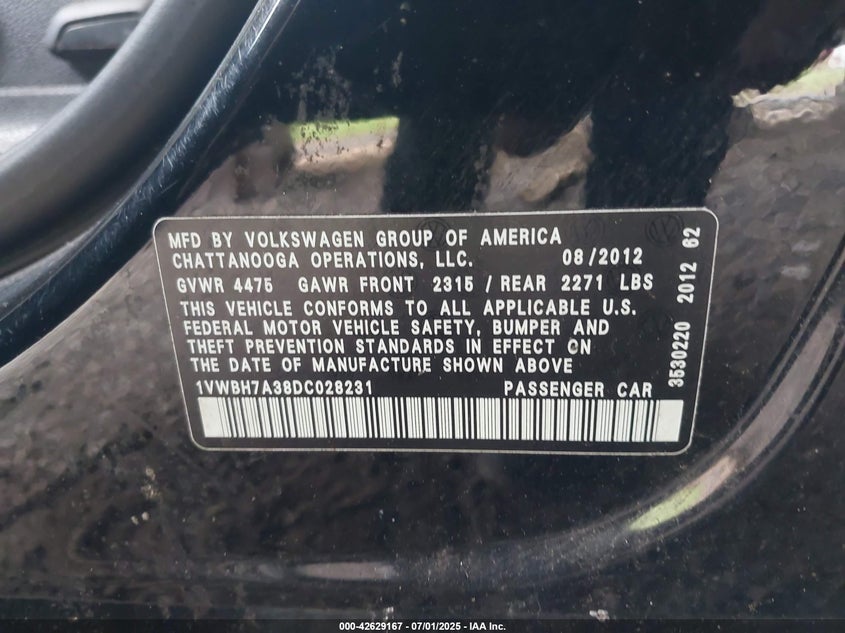 MFD BY VOLKSWAGEN GROUP OF AMERICA
CHATTANOOGA OPERATIONS, LLC. 08/2012
GVWR 4475 GAWR FRONT 2315 / REAR 2271 LBS
THIS VEHICLE CONFORMS TO ALL APPLICABLE U.S.
FEDERAL MOTOR VEHICLE SAFETY, BUMPER AND
THEFT PREVENTION STANDARDS IN EFFECT ON
THE DATE OF MANUFACTURE SHOWN ABOVE
1VWBH7A38DC028231 PASSENGER CAR
3530220 2012 62
000-42629167 - 07/01/2025 - IAA Inc.